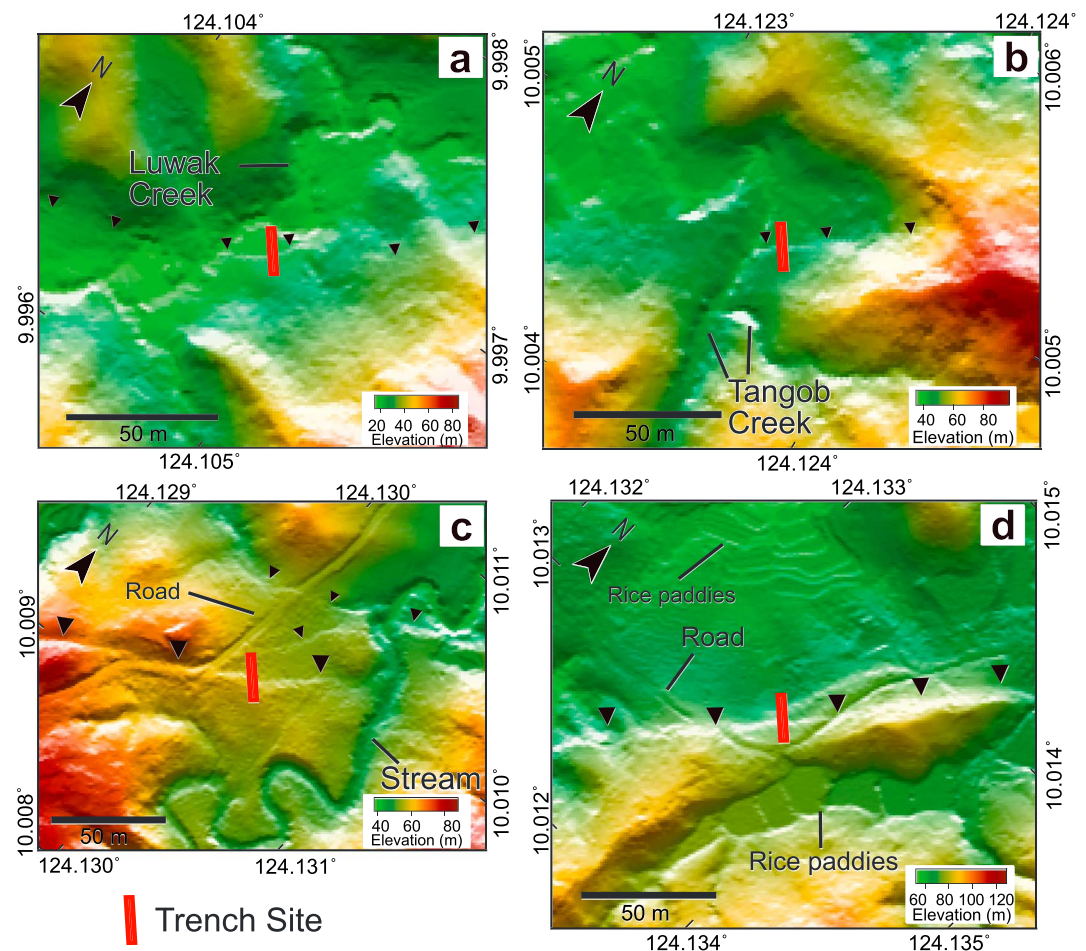 124.104°
a
N
9.998°
Luwak
Creek
9.996°
9.997°
50 m
20 40 60 80
Elevation (m)
124.105°
124.123° 124.124°
b
N
10.005°
10.006°
10.004°
10.005°
Tangob
Creek
50 m
40 60 80
Elevation (m)
124.124°
124.129° 124.130°
c
N
10.011°
Road
10.009°
Stream
10.010°
10.008°
50 m
40 60 80
Elevation (m)
124.130° 124.131°
124.132° 124.133°
d
N
10.015°
10.013°
Rice paddies
Road
10.014°
10.012°
Rice paddies
50 m
60 80 100 120
Elevation (m)
124.134° 124.135°
Trench Site